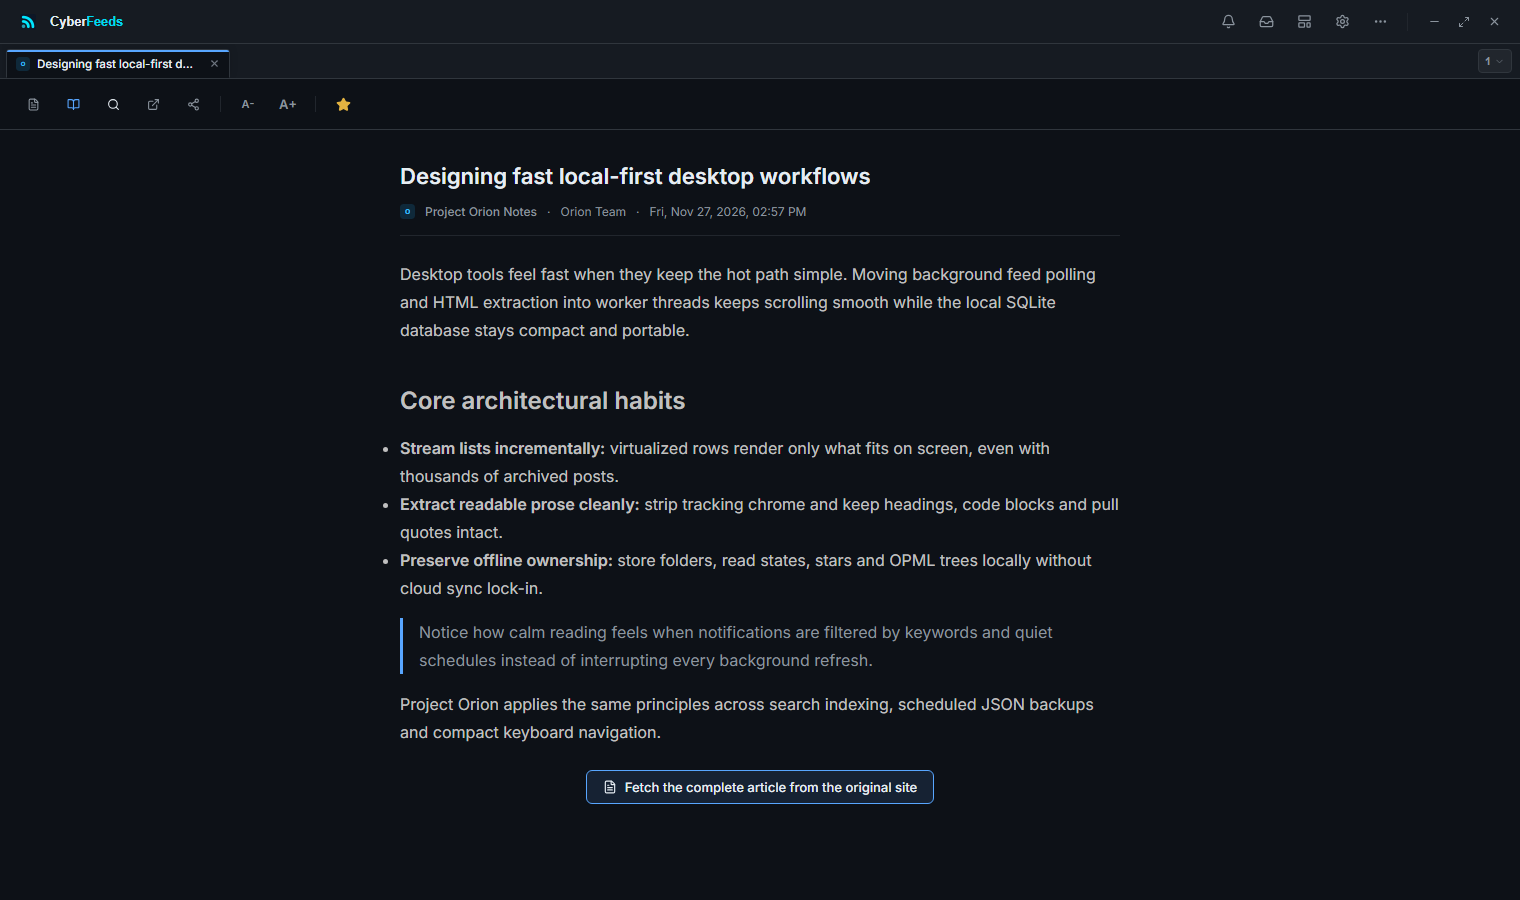 CyberFeeds
Designing fast local-first d...
1
A-
A+
Designing fast local-first desktop workflows
Project Orion Notes · Orion Team · Fri, Nov 27, 2026, 02:57 PM
Desktop tools feel fast when they keep the hot path simple. Moving background feed polling
and HTML extraction into worker threads keeps scrolling smooth while the local SQLite
database stays compact and portable.
Core architectural habits
• Stream lists incrementally: virtualized rows render only what fits on screen, even with
thousands of archived posts.
• Extract readable prose cleanly: strip tracking chrome and keep headings, code blocks and pull
quotes intact.
• Preserve offline ownership: store folders, read states, stars and OPML trees locally without
cloud sync lock-in.
Notice how calm reading feels when notifications are filtered by keywords and quiet
schedules instead of interrupting every background refresh.
Project Orion applies the same principles across search indexing, scheduled JSON backups
and compact keyboard navigation.
Fetch the complete article from the original site